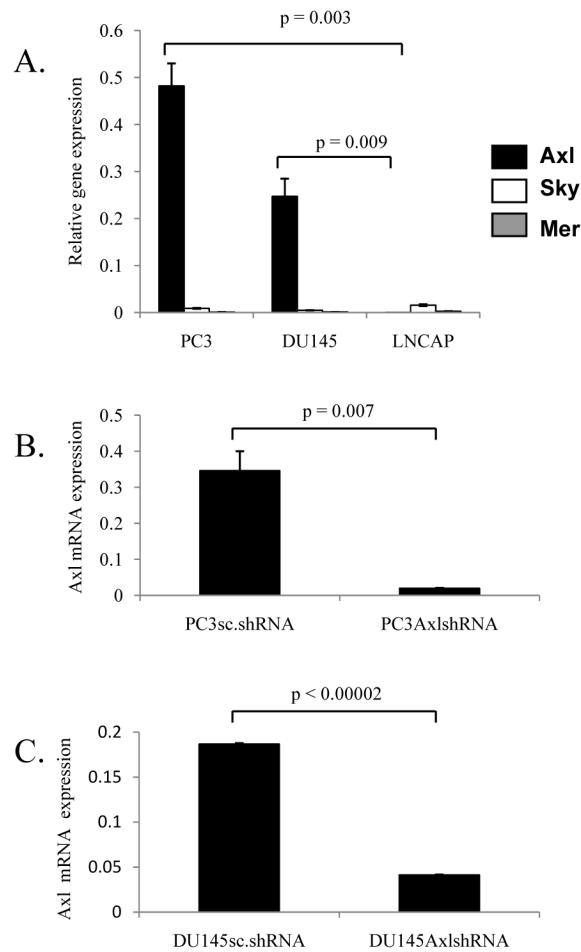 A.
p = 0.003
p = 0.009
Relative gene expression
0.6
0.5
0.4
0.3
0.2
0.1
0
PC3 DU145 LNCAP
Axl
Sky
Mer
B.
p = 0.007
Axl mRNA expression
0.5
0.4
0.3
0.2
0.1
0
PC3sc.shRNA PC3AxlshRNA
C.
p < 0.00002
Axl mRNA expression
0.2
0.15
0.1
0.05
0
DU145sc.shRNA DU145AxlshRNA